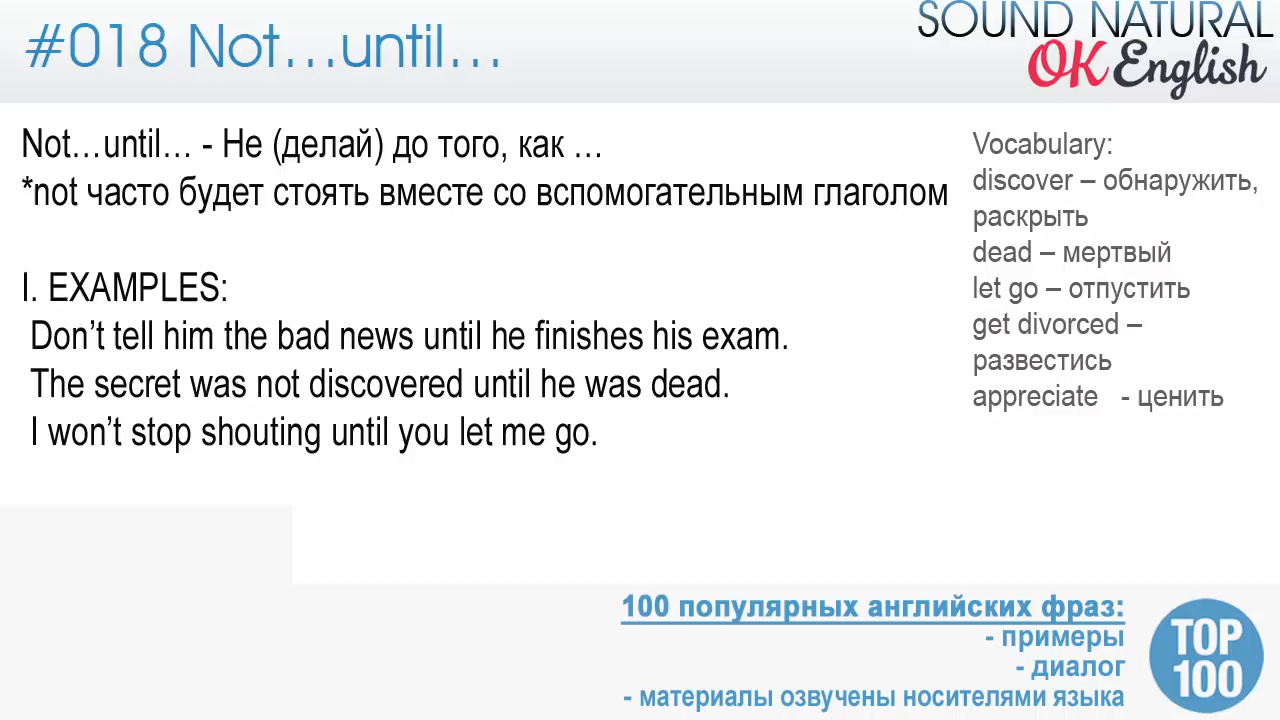 #018 Not…until…
SOUND NATURAL
OK English
Not…until… - Не (делай) до того, как …
*not часто будет стоять вместе со вспомогательным глаголом
I. EXAMPLES:
Don’t tell him the bad news until he finishes his exam.
The secret was not discovered until he was dead.
I won’t stop shouting until you let me go.
Vocabulary:
discover – обнаружить,
раскрыть
dead – мертвый
let go – отпустить
get divorced –
развестись
appreciate - ценить
100 популярных английских фраз:
- примеры
- диалог
- материалы озвучены носителями языка
TOP
100